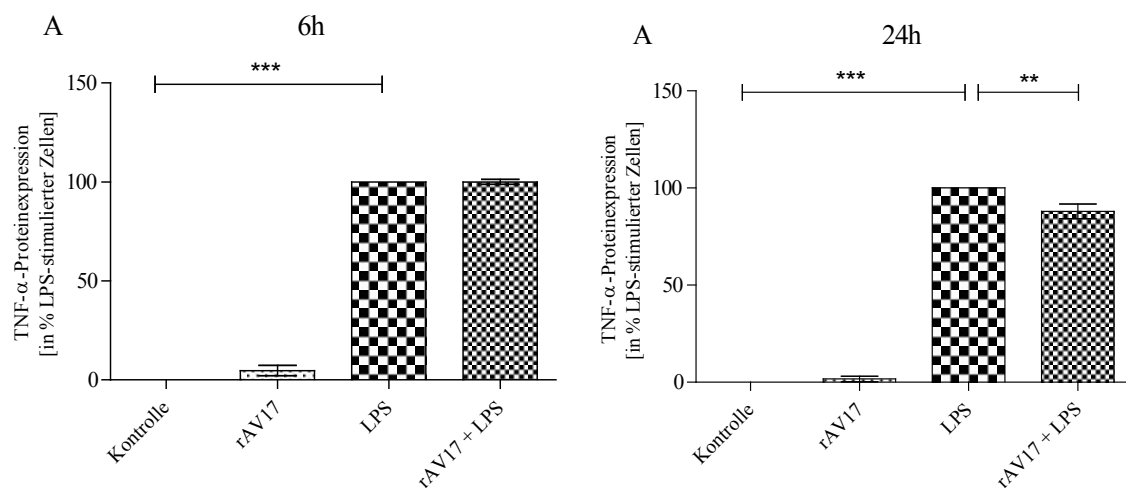 A
6h
***
150
100
50
0
TNF-α-Proteinexpression
[in % LPS-stimulierter Zellen]
Kontrolle
rAV17
LPS
rAV17 + LPS
A
24h
***
**
150
100
50
0
TNF-α-Proteinexpression
[in % LPS-stimulierter Zellen]
Kontrolle
rAV17
LPS
rAV17 + LPS